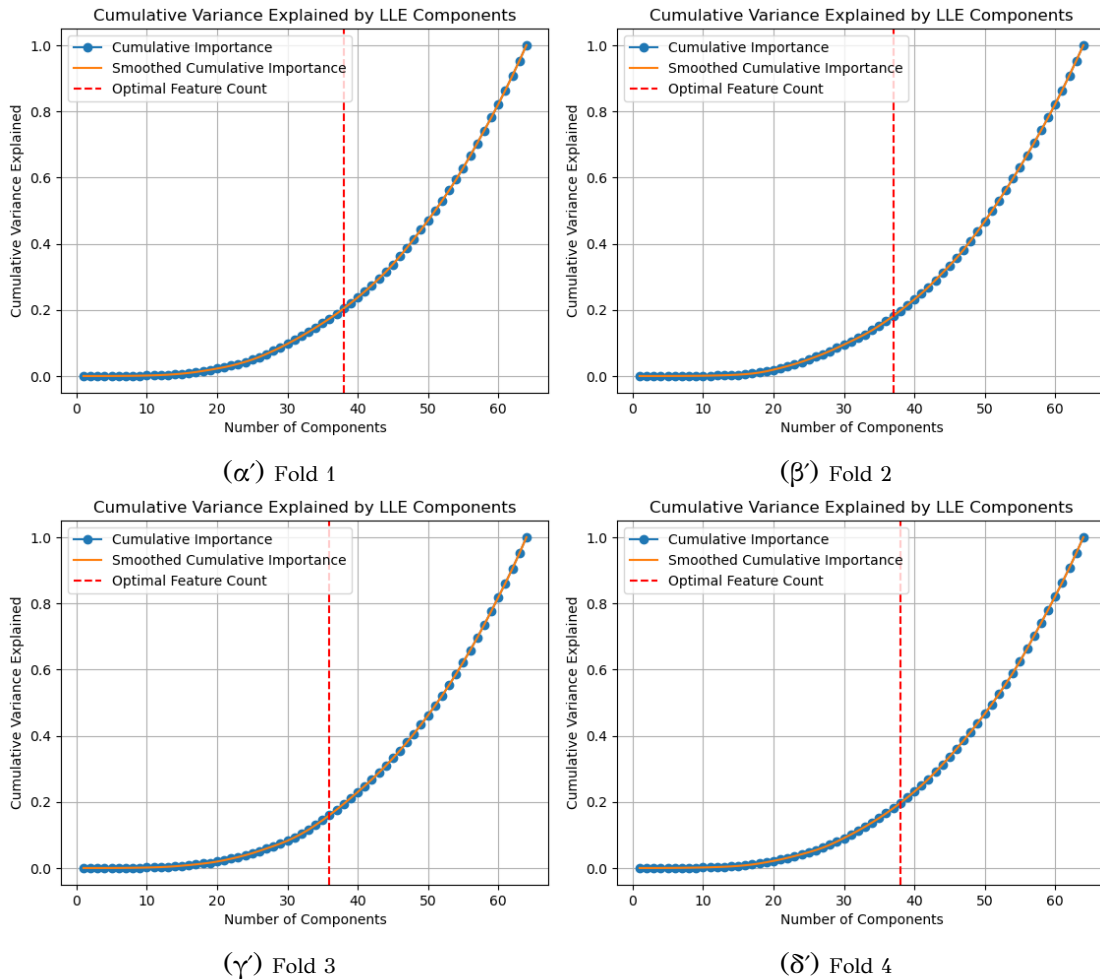 Cumulative Variance Explained by LLE Components
Cumulative Importance
Smoothed Cumulative Importance
Optimal Feature Count
Cumulative Variance Explained
1.0
0.8
0.6
0.4
0.2
0.0
0 10 20 30 40 50 60
Number of Components
(α´) Fold 1
Cumulative Variance Explained by LLE Components
Cumulative Importance
Smoothed Cumulative Importance
Optimal Feature Count
Cumulative Variance Explained
1.0
0.8
0.6
0.4
0.2
0.0
0 10 20 30 40 50 60
Number of Components
(β´) Fold 2
Cumulative Variance Explained by LLE Components
Cumulative Importance
Smoothed Cumulative Importance
Optimal Feature Count
Cumulative Variance Explained
1.0
0.8
0.6
0.4
0.2
0.0
0 10 20 30 40 50 60
Number of Components
(γ´) Fold 3
Cumulative Variance Explained by LLE Components
Cumulative Importance
Smoothed Cumulative Importance
Optimal Feature Count
Cumulative Variance Explained
1.0
0.8
0.6
0.4
0.2
0.0
0 10 20 30 40 50 60
Number of Components
(δ´) Fold 4